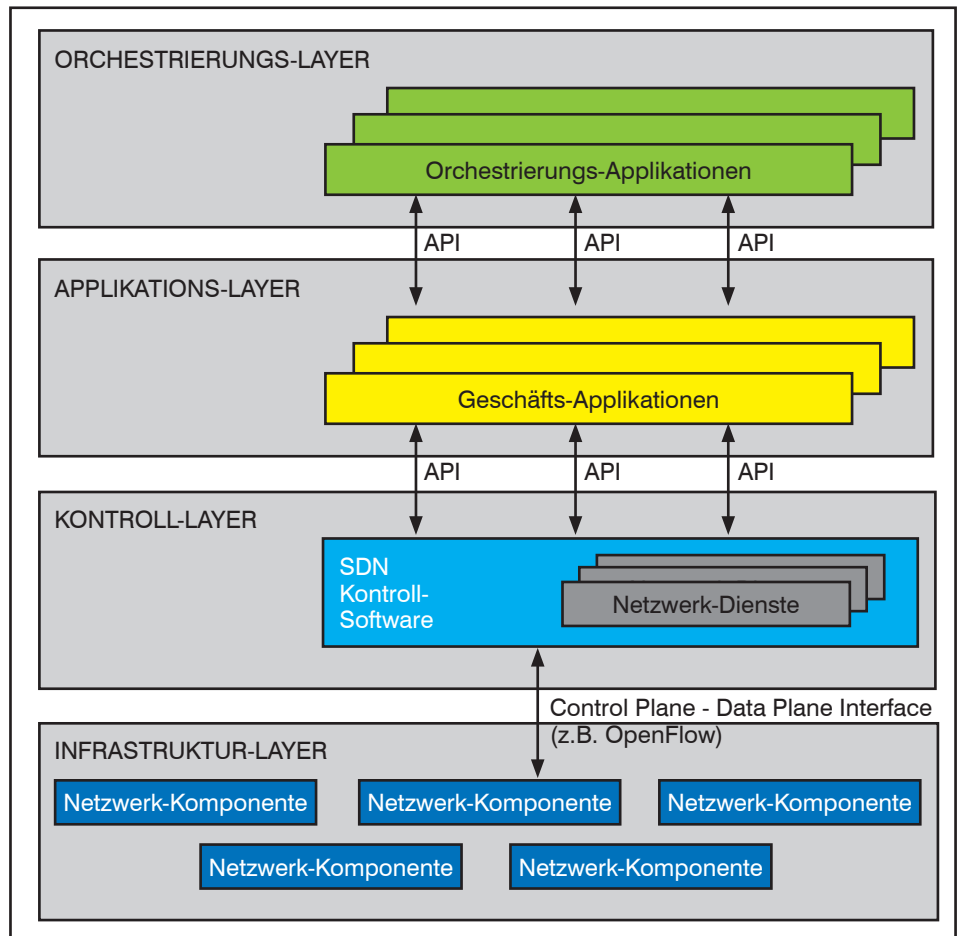 ORCHESTRIERUNGS-LAYER
Orchestrierungs-Applikationen
API API API
APPLIKATIONS-LAYER
Geschäfts-Applikationen
API API API
KONTROLL-LAYER
SDN
Kontroll-
Software
Netzwerk-Dienste
Control Plane - Data Plane Interface
(z.B. OpenFlow)
INFRASTRUKTUR-LAYER
Netzwerk-Komponente Netzwerk-Komponente Netzwerk-Komponente
Netzwerk-Komponente Netzwerk-Komponente